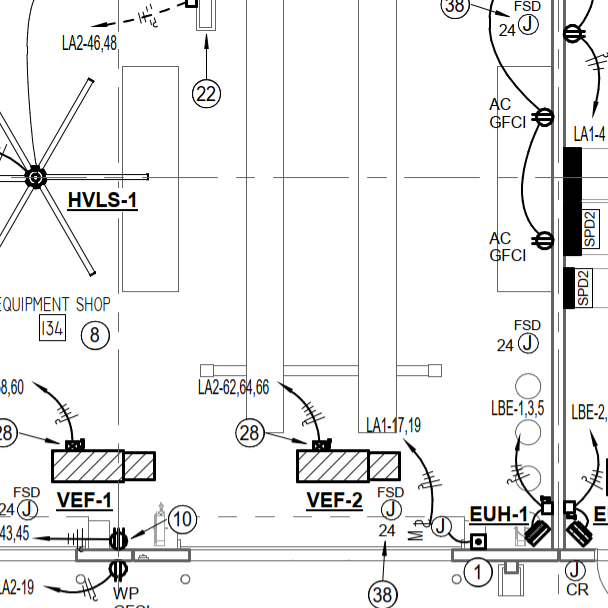 38
FSD
24 J
LA2-46,48
22
AC
GFCI
LA1-4
HVLS-1
SPD2
AC
GFCI
SPD2
EQUIPMENT SHOP
134
8
FSD
24 J
8,60
LA2-62,64,66
LBE-1,3,5
LBE-2,
LA1-17,19
28
28
VEF-1
VEF-2
FSD
24 J
FSD
J
24
EUH-1
10
43,45
M
J
1
LA2-19
WP
GFCI
38
J
CR